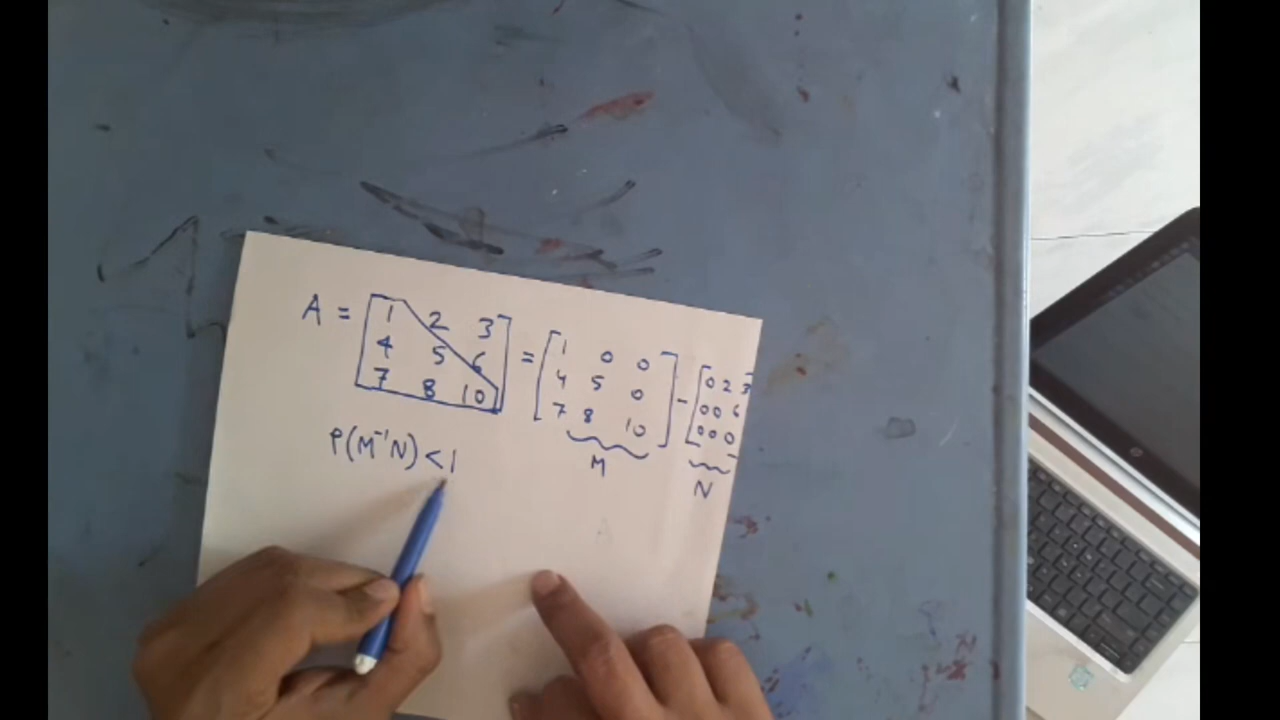 A = [1 2 3 = [1 0 0 - [0 2 3
4 5 6 4 5 0 0 0 6
7 8 10] 7 8 10] 0 0 0]
M N
ρ(M⁻¹N) < 1